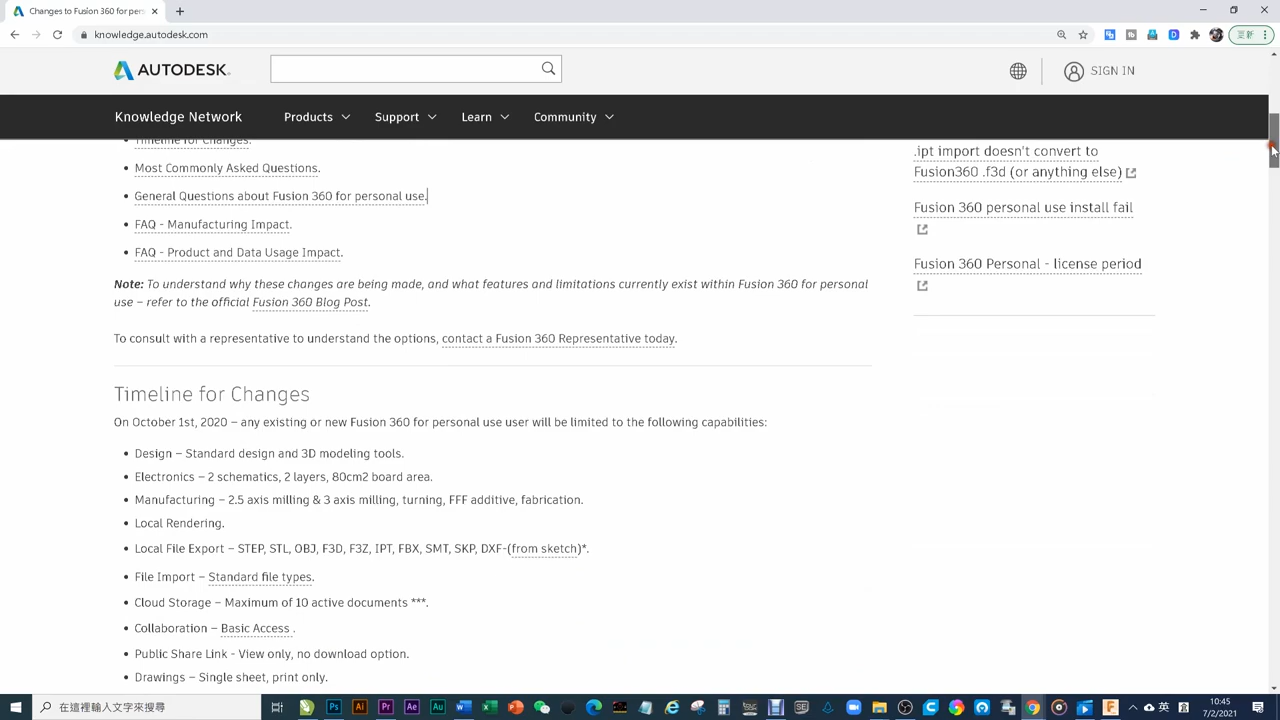 Changes to Fusion 360 for pers
knowledge.autodesk.com
更新
AUTODESK.
SIGN IN
Knowledge Network
Products
Support
Learn
Community
Timeline for Changes.
Most Commonly Asked Questions.
General Questions about Fusion 360 for personal use.
FAQ - Manufacturing Impact.
FAQ - Product and Data Usage Impact.
Note: To understand why these changes are being made, and what features and limitations currently exist within Fusion 360 for personal
use – refer to the official Fusion 360 Blog Post.
To consult with a representative to understand the options, contact a Fusion 360 Representative today.
.ipt import doesn't convert to
Fusion360 .f3d (or anything else)
Fusion 360 personal use install fail
Fusion 360 Personal - license period
Timeline for Changes
On October 1st, 2020 – any existing or new Fusion 360 for personal use user will be limited to the following capabilities:
Design – Standard design and 3D modeling tools.
Electronics – 2 schematics, 2 layers, 80cm2 board area.
Manufacturing – 2.5 axis milling & 3 axis milling, turning, FFF additive, fabrication.
Local Rendering.
Local File Export – STEP, STL, OBJ, F3D, F3Z, IPT, FBX, SMT, SKP, DXF-(from sketch)*.
File Import – Standard file types.
Cloud Storage – Maximum of 10 active documents ***.
Collaboration – Basic Access .
Public Share Link - View only, no download option.
Drawings – Single sheet, print only.
在這裡輸入文字來搜尋
Ps
Ai
Pr
Ae
Au
英
10:45
7/2/2021